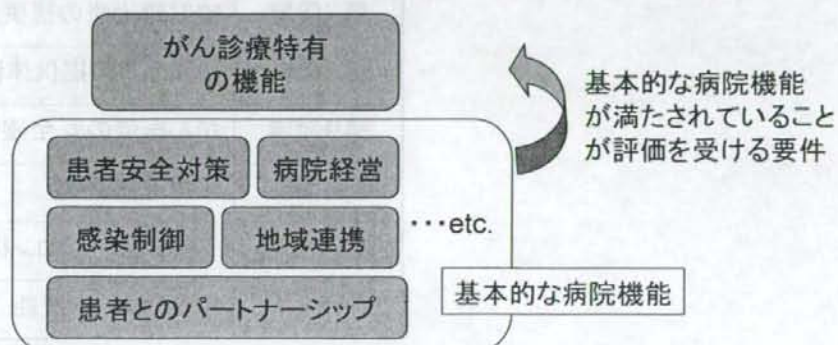 がん診療特有
の機能
基本的な病院機能
が満たされていること
が評価を受ける要件
患者安全対策
病院経営
感染制御
地域連携
・・・etc.
患者とのパートナーシップ
基本的な病院機能